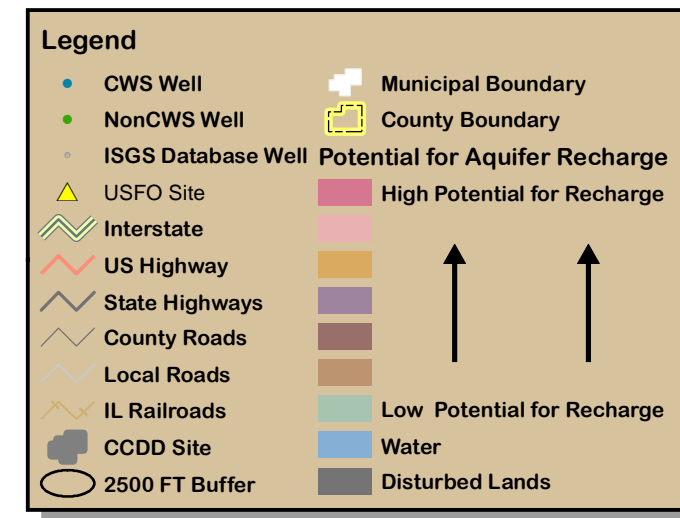 Legend
CWS Well
NonCWS Well
ISGS Database Well
USFO Site
Interstate
US Highway
State Highways
County Roads
Local Roads
IL Railroads
CCDD Site
2500 FT Buffer
Municipal Boundary
County Boundary
Potential for Aquifer Recharge
High Potential for Recharge
Low Potential for Recharge
Water
Disturbed Lands